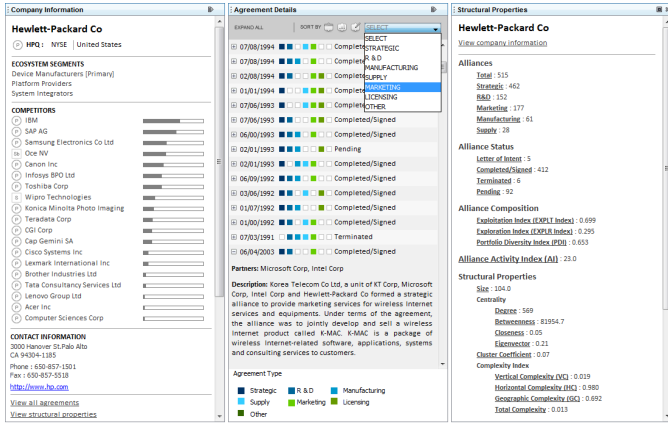 Company Information
Hewlett-Packard Co
P HPQ : NYSE United States
ECOSYSTEM SEGMENTS
Device Manufacturers [Primary]
Platform Providers
System Integrators
COMPETITORS
P IBM
P SAP AG
P Samsung Electronics Co Ltd
Sb Oce NV
P Canon Inc
P Infosys BPO Ltd
P Toshiba Corp
S Wipro Technologies
P Konica Minolta Photo Imaging
P Teradata Corp
P CGI Corp
P Cap Gemini SA
P Cisco Systems Inc
P Lexmark International Inc
P Brother Industries Ltd
P Tata Consultancy Services Ltd
P Lenovo Group Ltd
P Acer Inc
P Computer Sciences Corp
CONTACT INFORMATION
3000 Hanover St.Palo Alto
CA 94304-1185
Phone : 650-857-1501
Fax : 650-857-5518
http://www.hp.com
View all agreements
View structural properties
Agreement Details
EXPAND ALL SORT BY SELECT
SELECT
STRATEGIC
R & D
MANUFACTURING
SUPPLY
MARKETING
LICENSING
OTHER
07/08/1994 Complete
07/08/1994 Complete
02/08/1994 Complete
01/01/1994 Complete
07/06/1993 Complete
07/06/1993 Completed/Signed
06/00/1993 Completed/Signed
02/01/1993 Pending
02/01/1993 Completed/Signed
06/09/1992 Completed/Signed
03/06/1992 Completed/Signed
01/07/1992 Completed/Signed
01/00/1992 Completed/Signed
07/03/1991 Terminated
06/04/2003 Completed/Signed
Partners: Microsoft Corp, Intel Corp
Description: Korea Telecom Co Ltd, a unit of KT Corp, Microsoft
Corp, Intel Corp and Hewlett-Packard Co formed a strategic
alliance to provide marketing services for wireless Internet
services and equipments. Under terms of the agreement,
the alliance was to jointly develop and sell a wireless
Internet product called K-MAC. K-MAC is a package of
wireless Internet-related software, applications, systems
and consulting services to customers.
Agreement Type
Strategic R & D Manufacturing
Supply Marketing Licensing
Other
Structural Properties
Hewlett-Packard Co
View company information
Alliances
Total : 515
Strategic : 462
R&D : 152
Marketing : 177
Manufacturing : 61
Supply : 28
Alliance Status
Letter of Intent : 5
Completed/Signed : 412
Terminated : 6
Pending : 92
Alliance Composition
Exploitation Index (EXPLT Index) : 0.699
Exploration Index (EXPLR Index) : 0.295
Portfolio Diversity Index (PDI) : 0.653
Alliance Activity Index (AI) : 23.0
Structural Properties
Size : 104.0
Centrality
Degree : 569
Betweenness : 81954.7
Closeness : 0.05
Eigenvector : 0.21
Cluster Coefficient : 0.07
Complexity Index
Vertical Complexity (VC) : 0.019
Horizontal Complexity (HC) : 0.980
Geographic Complexity (GC) : 0.692
Total Complexity : 0.013